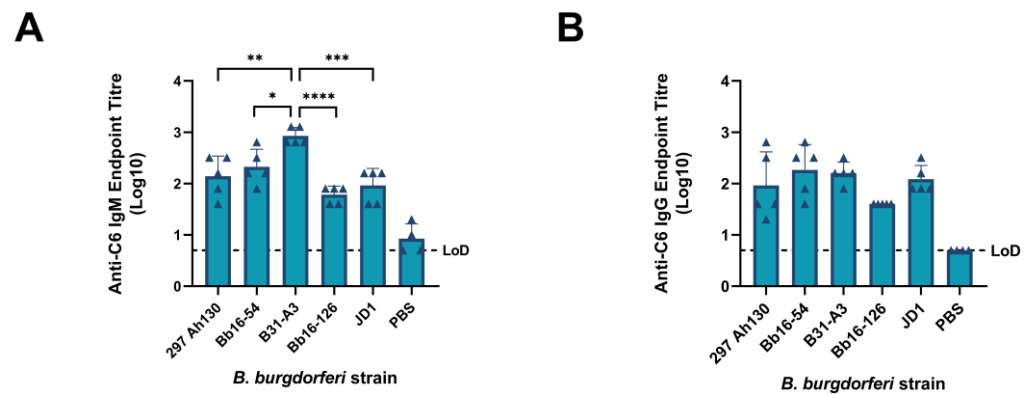 A
Anti-C6 IgM Endpoint Titre
(Log10)
4
3
2
1
0
**
***
*
****
LoD
297 Ah130
Bb16-54
B31-A3
Bb16-126
JD1
PBS
B. burgdorferi strain
B
Anti-C6 IgG Endpoint Titre
(Log10)
4
3
2
1
0
LoD
297 Ah130
Bb16-54
B31-A3
Bb16-126
JD1
PBS
B. burgdorferi strain